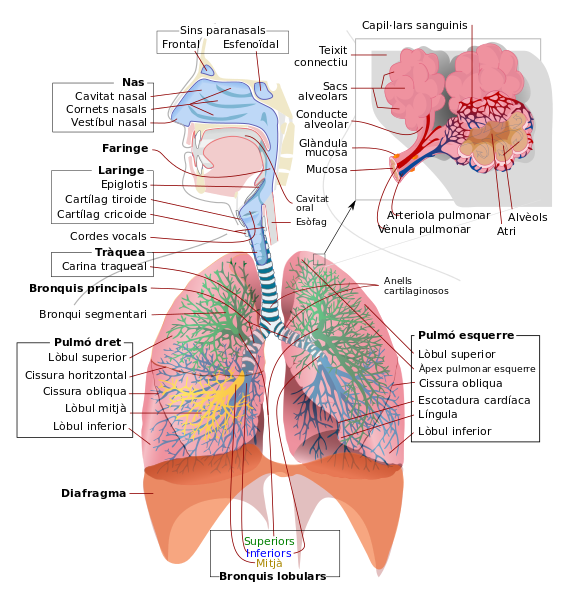 Sins paranasals
Frontal
Esfenoïdal
Nas
Cavitat nasal
Cornets nasals
Vestíbul nasal
Faringe
Laringe
Epiglotis
Cartílag tiroide
Cartílag cricoide
Cordes vocals
Tràquea
Carina traqueal
Bronquis principals
Bronqui segmentari
Pulmó dret
Lòbul superior
Cissura horitzontal
Cissura obliqua
Lòbul mitjà
Lòbul inferior
Diafragma
Capil·lars sanguinis
Teixit
connectiu
Sacs
alveolars
Conducte
alveolar
Glàndula
mucosa
Mucosa
Cavitat
oral
Esòfag
Arteriola pulmonar
Vènula pulmonar
Alvèols
Atri
Anells
cartilaginosos
Pulmó esquerre
Lòbul superior
Àpex pulmonar esquerre
Cissura obliqua
Escotadura cardíaca
Língula
Lòbul inferior
Superiors
Inferiors
Mitjà
Bronquis lobulars